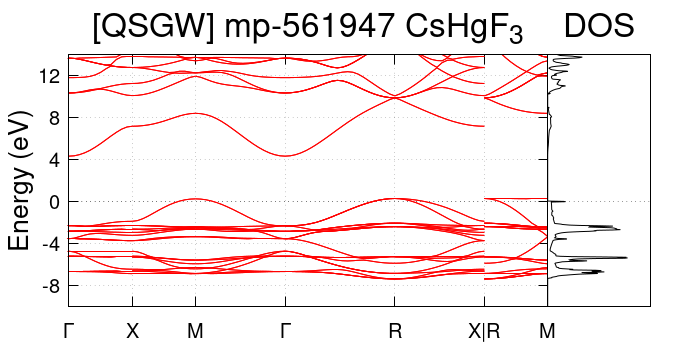 [QSGW] mp-561947 CsHgF3 DOS
Energy (eV)
12
8
4
0
-4
-8
Γ X M Γ R X|R M